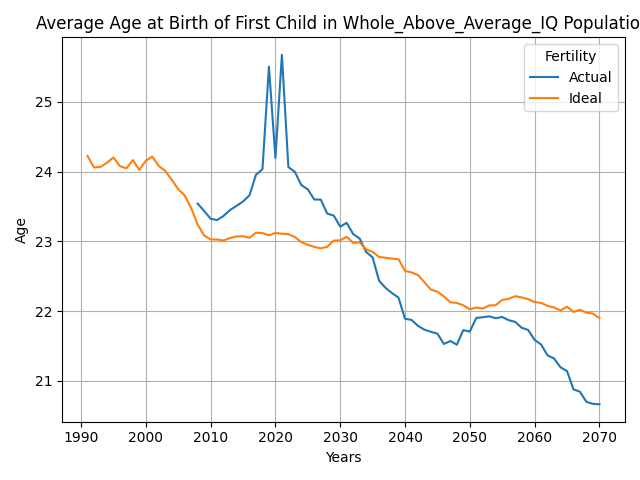 Average Age at Birth of First Child in Whole_Above_Average_IQ Populatio
Fertility
Actual
Ideal
Age
25
24
23
22
21
1990 2000 2010 2020 2030 2040 2050 2060 2070
Years